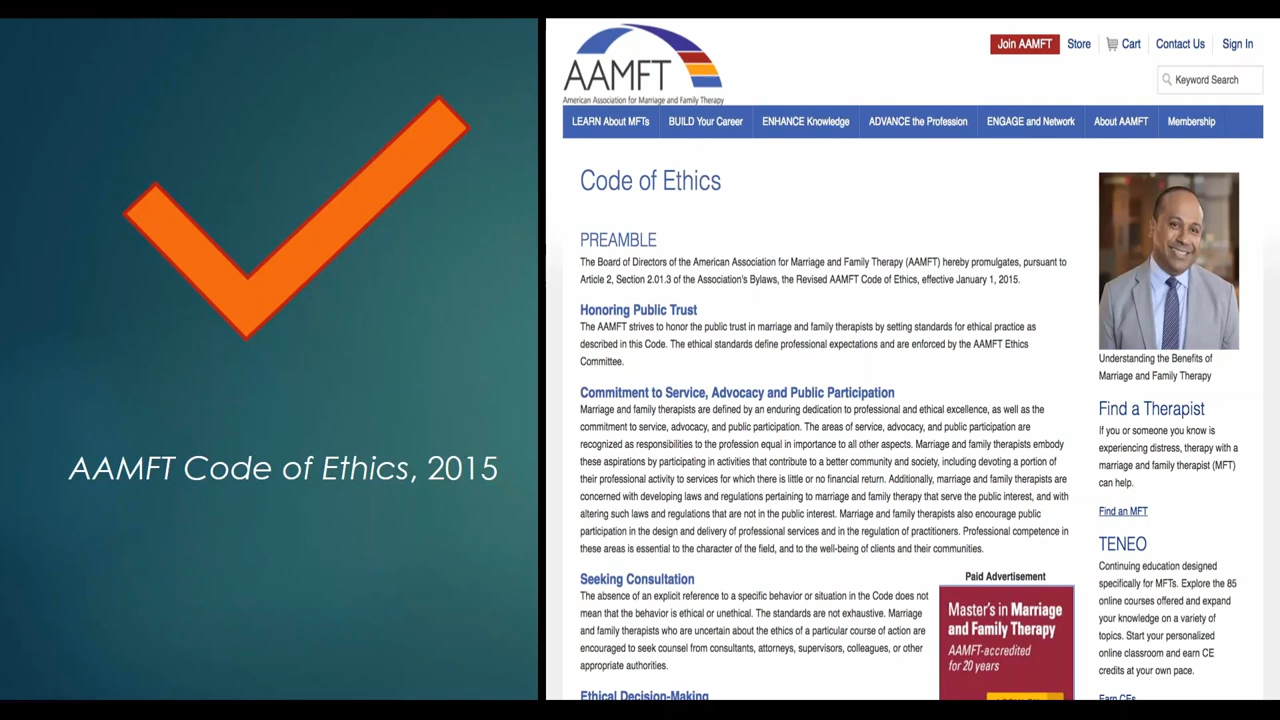 AAMFT Code of Ethics, 2015
AAMFT
American Association for Marriage and Family Therapy
Join AAMFT
Store
Cart
Contact Us
Sign In
Keyword Search
LEARN About MFTs
BUILD Your Career
ENHANCE Knowledge
ADVANCE the Profession
ENGAGE and Network
About AAMFT
Membership
Code of Ethics
PREAMBLE
The Board of Directors of the American Association for Marriage and Family Therapy (AAMFT) hereby promulgates, pursuant to
Article 2, Section 2.01.3 of the Association's Bylaws, the Revised AAMFT Code of Ethics, effective January 1, 2015.
Honoring Public Trust
The AAMFT strives to honor the public trust in marriage and family therapists by setting standards for ethical practice as
described in this Code. The ethical standards define professional expectations and are enforced by the AAMFT Ethics
Committee.
Commitment to Service, Advocacy and Public Participation
Marriage and family therapists are defined by an enduring dedication to professional and ethical excellence, as well as the
commitment to service, advocacy, and public participation. The areas of service, advocacy, and public participation are
recognized as responsibilities to the profession equal in importance to all other aspects. Marriage and family therapists embody
these aspirations by participating in activities that contribute to a better community and society, including devoting a portion of
their professional activity to services for which there is little or no financial return. Additionally, marriage and family therapists are
concerned with developing laws and regulations pertaining to marriage and family therapy that serve the public interest, and with
altering such laws and regulations that are not in the public interest. Marriage and family therapists also encourage public
participation in the design and delivery of professional services and in the regulation of practitioners. Professional competence in
these areas is essential to the character of the field, and to the well-being of clients and their communities.
Seeking Consultation
The absence of an explicit reference to a specific behavior or situation in the Code does not
mean that the behavior is ethical or unethical. The standards are not exhaustive. Marriage
and family therapists who are uncertain about the ethics of a particular course of action are
encouraged to seek counsel from consultants, attorneys, supervisors, colleagues, or other
appropriate authorities.
Ethical Decision-Making
Paid Advertisement
Master's in Marriage
and Family Therapy
AAMFT-accredited
for 20 years
Understanding the Benefits of
Marriage and Family Therapy
Find a Therapist
If you or someone you know is
experiencing distress, therapy with a
marriage and family therapist (MFT)
can help.
Find an MFT
TENEO
Continuing education designed
specifically for MFTs. Explore the 85
online courses offered and expand
your knowledge on a variety of
topics. Start your personalized
online classroom and earn CE
credits at your own pace.
Earn CEs